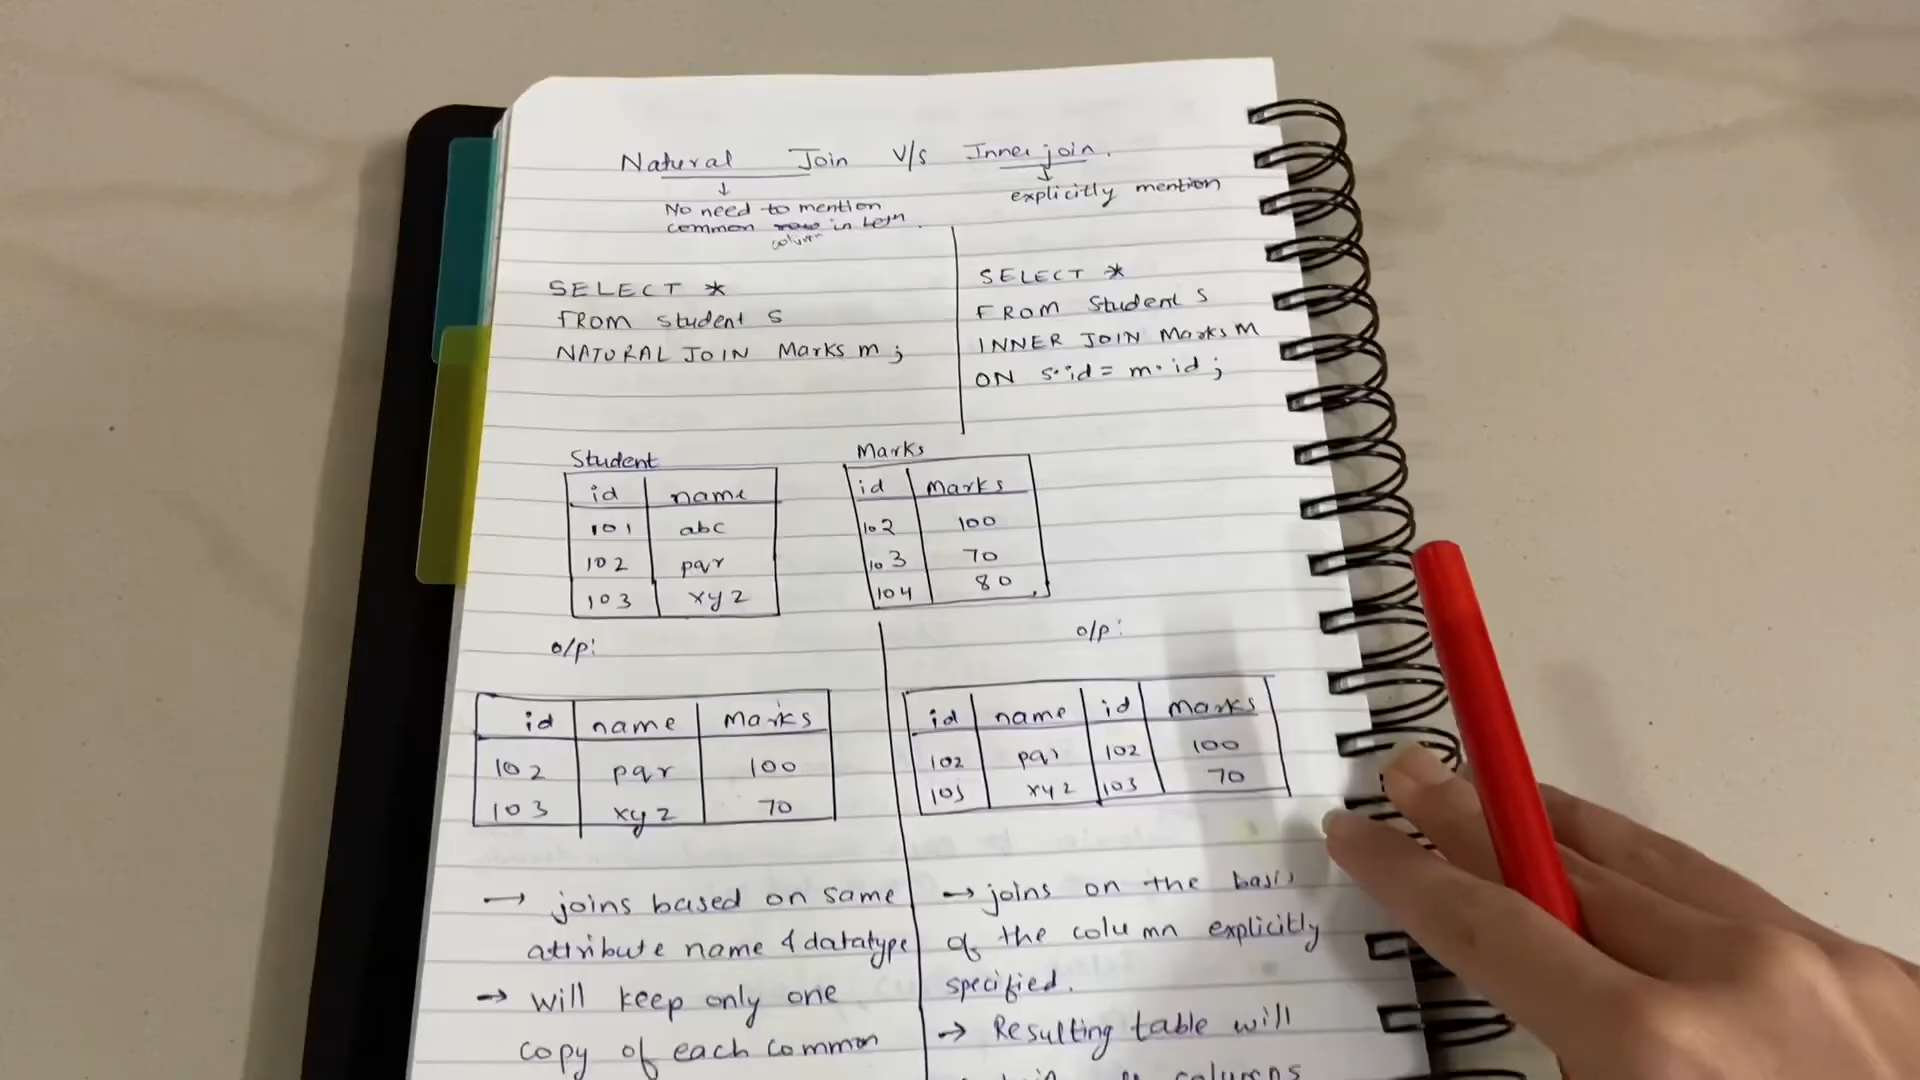 Natural Join V/s Inner join.
↓
No need to mention
common in both
column
↓
explicitly mention
SELECT *
FROM student S
NATURAL JOIN Marks m ;
SELECT *
FROM Student S
INNER JOIN Marks M
ON s.id = m.id ;
Student
id name
101 abc
102 pqr
103 xyz
Marks
id Marks
102 100
103 70
104 80
o/p:
id name Marks
102 pqr 100
103 xyz 70
→ joins based on same
attribute name & datatype
→ will keep only one
copy of each common
o/p:
id name id Marks
102 pqr 102 100
103 xyz 103 70
→ joins on the basis
of the column explicitly
specified.
→ Resulting table will
columns